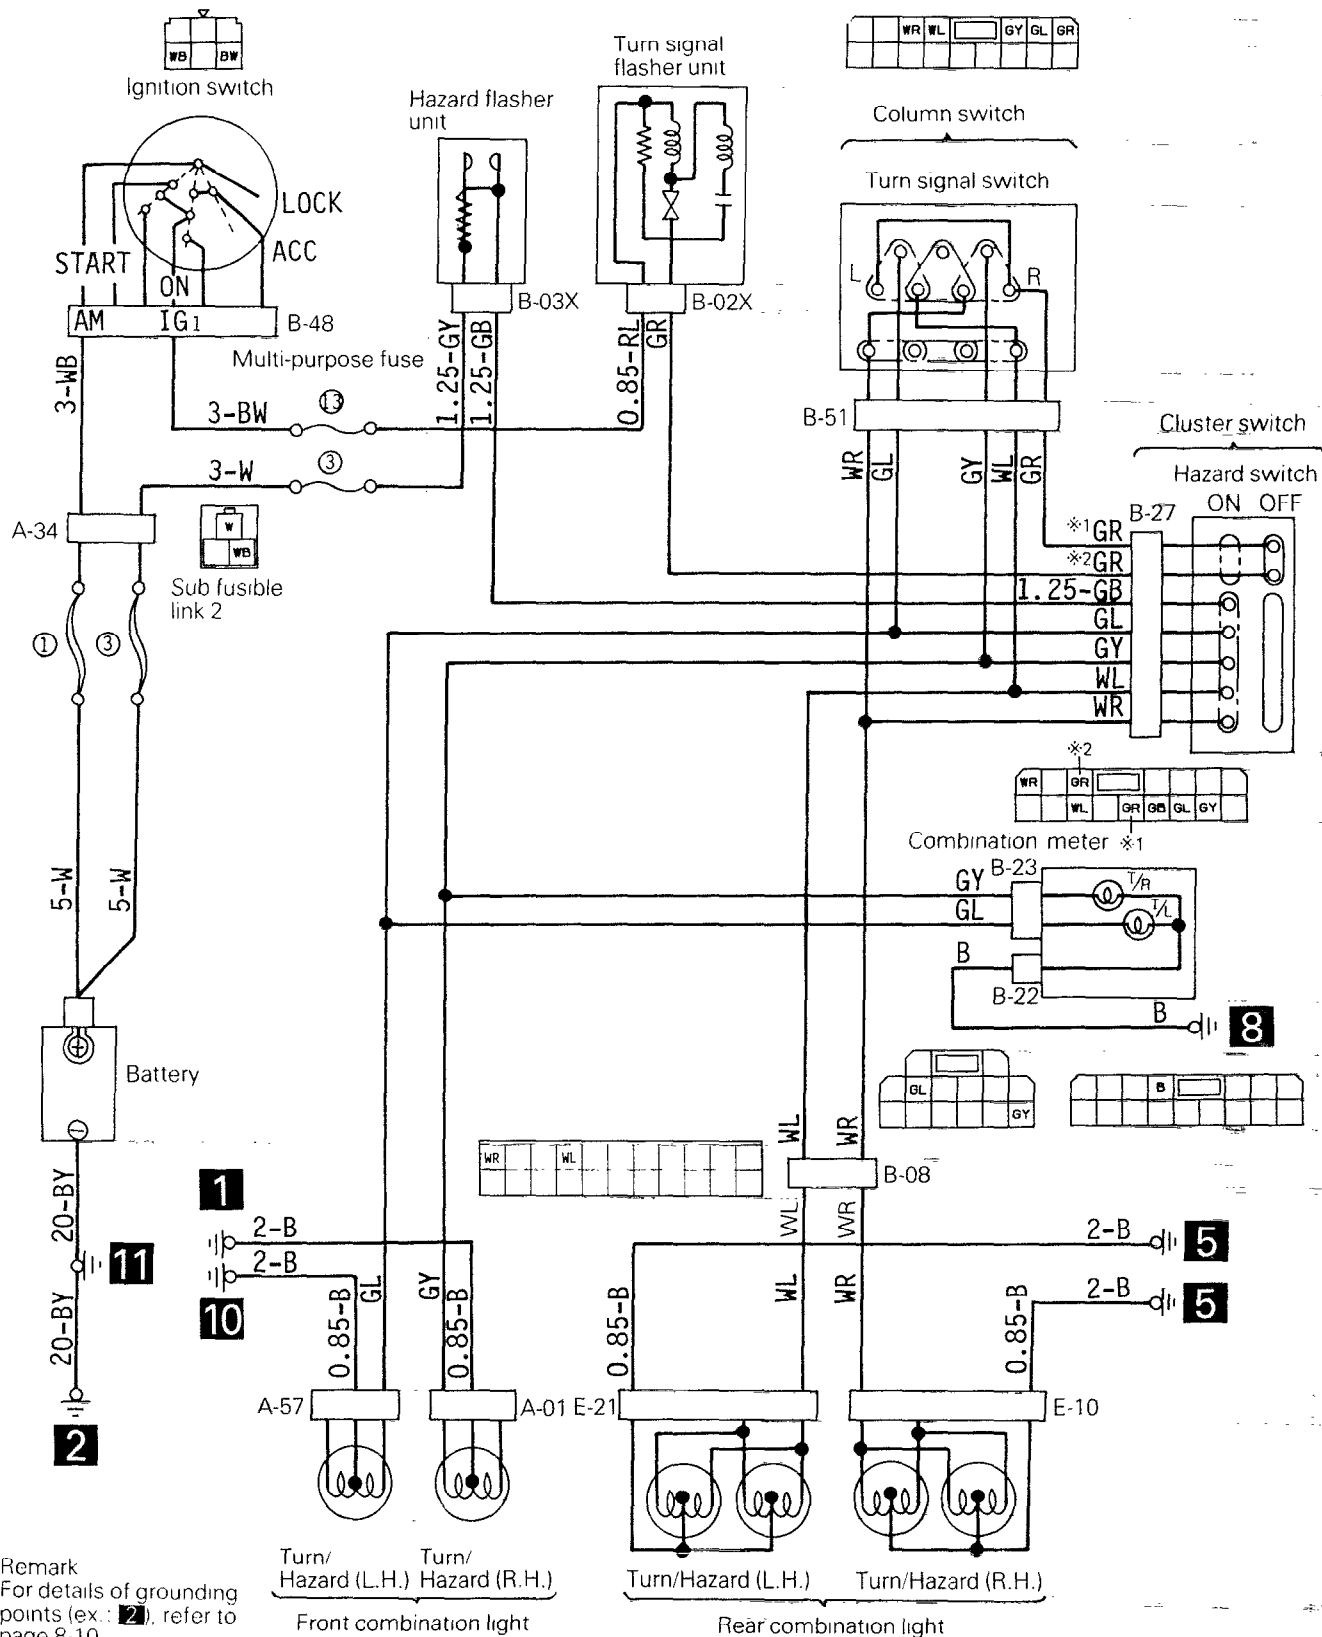 WR WL GY GL GR
WB BW
Ignition switch
Turn signal
flasher unit
Hazard flasher
unit
Column switch
Turn signal switch
LOCK
ACC
START
ON
L
R
AM IG1
B-48
B-03X
B-02X
Multi-purpose fuse
3-WB
1.25-GY
1.25-GB
0.85-RL
GR
3-BW
13
B-51
3-W
3
WR
GL
GY
WL
GR
Cluster switch
Hazard switch
ON OFF
B-27
A-34
W
WB
Sub fusible
link 2
※1 GR
※2 GR
1.25-GB
GL
GY
WL
WR
1
3
※2
WR GR
WL GR GB GL GY
Combination meter ※1
B-23
5-W
5-W
GY
GL
T/R
T/L
B
B-22
B
8
Battery
GL
GY
B
WR WL
WL
WR
B-08
20-BY
1
2-B
2-B
10
11
20-BY
2
WL
WR
2-B
5
2-B
5
GL
GY
0.85-B
0.85-B
0.85-B
WL
WR
0.85-B
A-57
A-01
E-21
E-10
Turn/
Hazard (L.H.)
Turn/
Hazard (R.H.)
Turn/Hazard (L.H.)
Turn/Hazard (R.H.)
Front combination light
Rear combination light
Remark
For details of grounding
points (ex.: 2), refer to
page 8-10